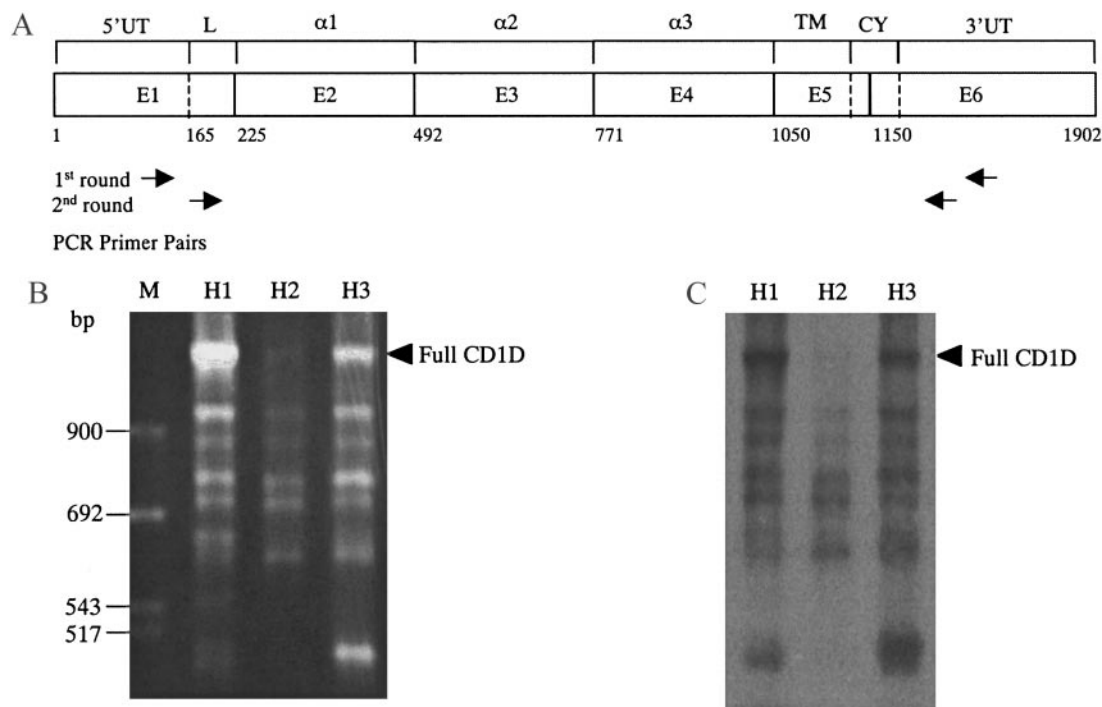 A
5'UT L α1 α2 α3 TM CY 3'UT
E1 E2 E3 E4 E5 E6
1 165 225 492 771 1050 1150 1902
1st round
2nd round
PCR Primer Pairs
B M H1 H2 H3
bp
Full CD1D
900
692
543
517
C H1 H2 H3
Full CD1D